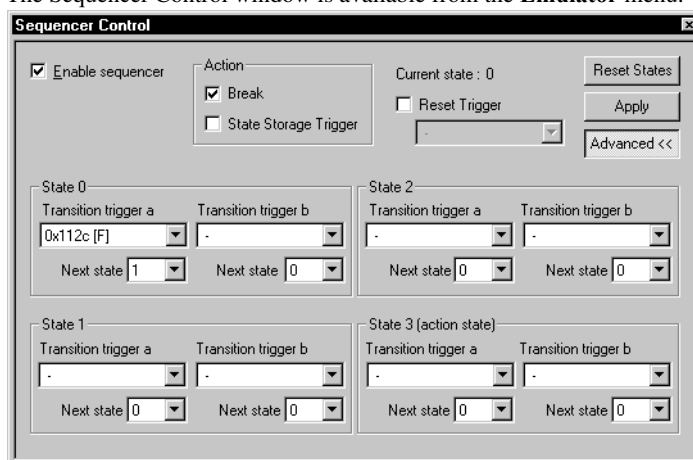 The Sequencer Control window is available from the Emulator menu.
Sequencer Control
Enable sequencer
Action
Break
State Storage Trigger
Current state : 0
Reset Trigger
-
Reset States
Apply
Advanced <<
State 0
Transition trigger a Transition trigger b
0x112c [F] -
Next state 1 Next state 0
State 2
Transition trigger a Transition trigger b
- -
Next state 0 Next state 0
State 1
Transition trigger a Transition trigger b
- -
Next state 0 Next state 0
State 3 (action state)
Transition trigger a Transition trigger b
- -
Next state 0 Next state 0